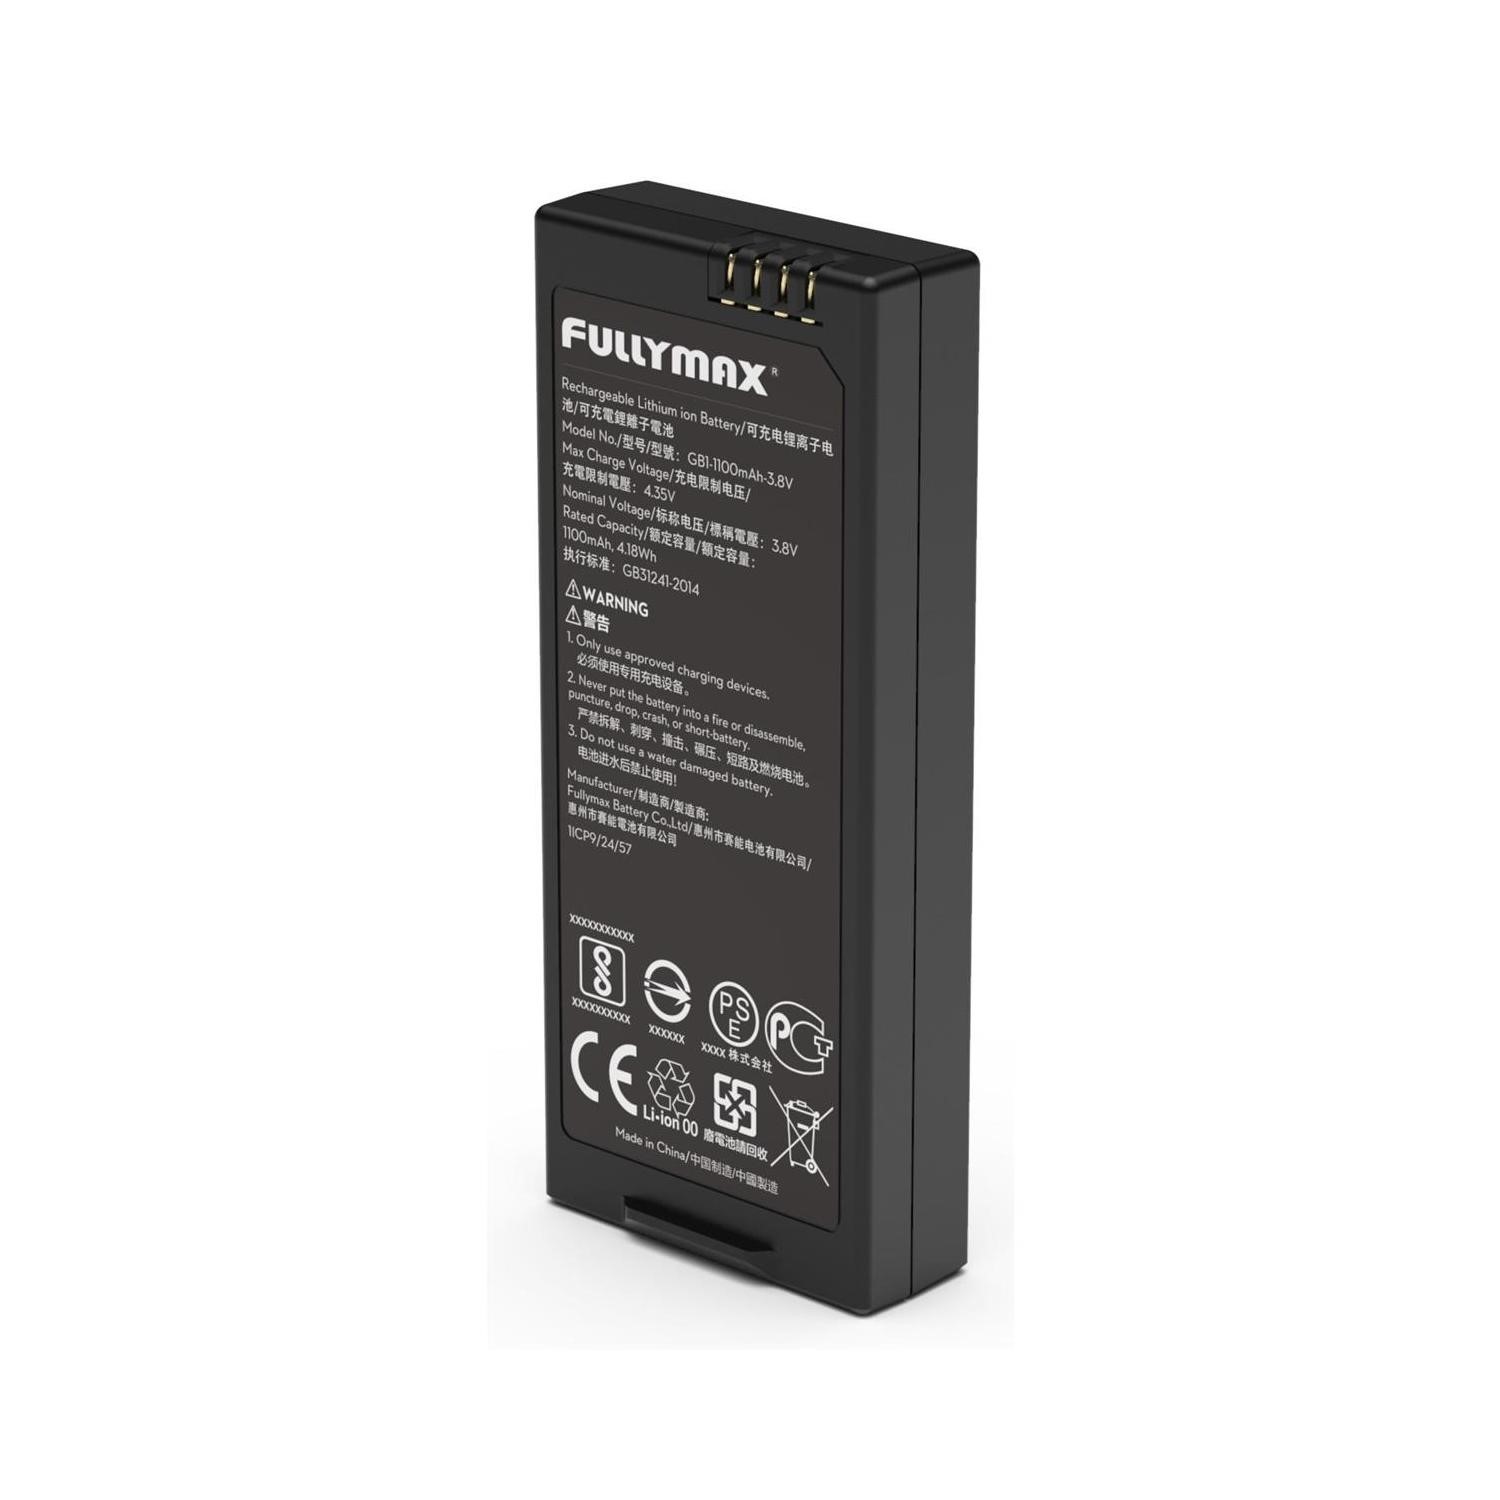 FULLYMAX®
Rechargeable Lithium ion Battery/可充电锂离子电
池/可充電鋰離子電池
Model No./型号/型號：GB1-1100mAh-3.8V
Max Charge Voltage/充电限制电压/
充電限制電壓：4.35V
Nominal Voltage/标称电压/標稱電壓：3.8V
Rated Capacity/额定容量/額定容量：
1100mAh, 4.18Wh
执行标准：GB31241-2014
WARNING
警告
1. Only use approved charging devices.
必须使用专用充电设备。
2. Never put the battery into a fire or disassemble,
puncture, drop, crash, or short-battery.
严禁拆解、刺穿、撞击、碾压、短路及燃烧电池。
3. Do not use a water damaged battery.
电池进水后禁止使用！
Manufacturer/制造商/製造商:
Fullymax Battery Co.,Ltd/惠州市赛能电池有限公司/
惠州市賽能電池有限公司
1ICP9/24/57
XXXXXXXXXXX
XXXXXXXXXX
XXXXXX
PSE
XXXX 株式会社
PCT
CE
Li-ion 00
廢電池請回收
Made in China/中国制造/中國製造